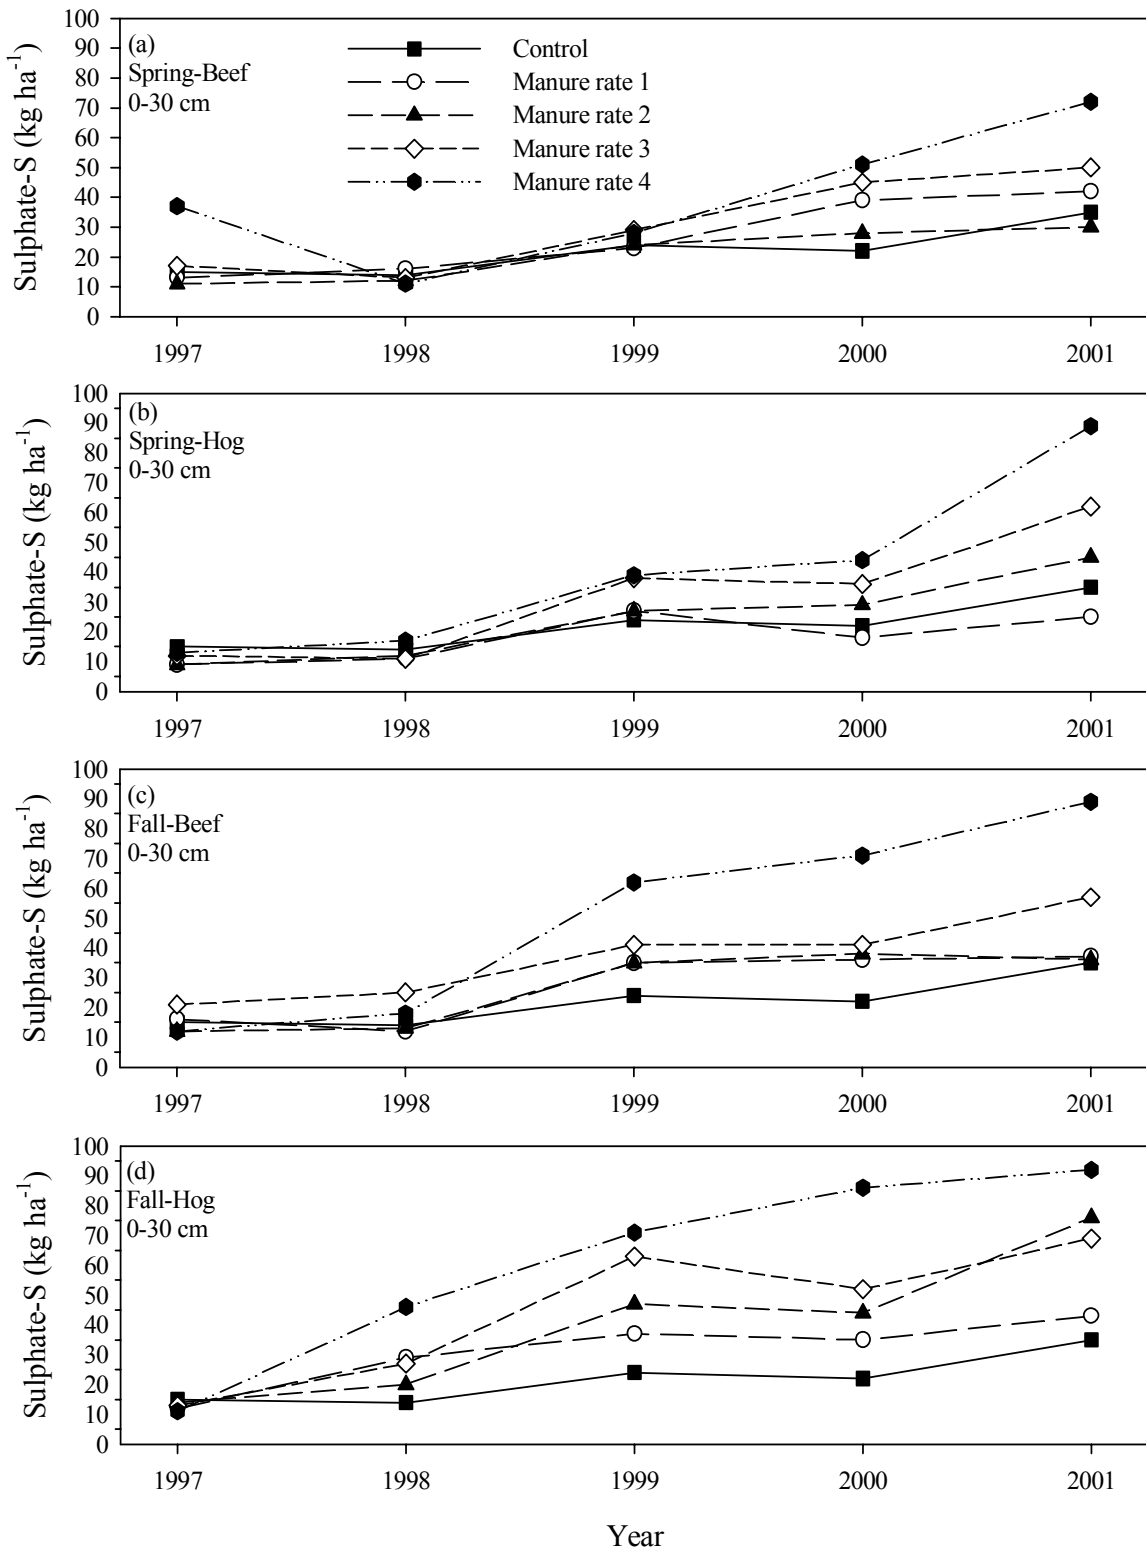 100
90
80
70
60
50
40
30
20
10
0
Sulphate-S (kg ha⁻¹)
(a)
Spring-Beef
0-30 cm
Control
Manure rate 1
Manure rate 2
Manure rate 3
Manure rate 4
1997 1998 1999 2000 2001
100
90
80
70
60
50
40
30
20
10
0
Sulphate-S (kg ha⁻¹)
(b)
Spring-Hog
0-30 cm
1997 1998 1999 2000 2001
100
90
80
70
60
50
40
30
20
10
0
Sulphate-S (kg ha⁻¹)
(c)
Fall-Beef
0-30 cm
1997 1998 1999 2000 2001
100
90
80
70
60
50
40
30
20
10
0
Sulphate-S (kg ha⁻¹)
(d)
Fall-Hog
0-30 cm
1997 1998 1999 2000 2001
Year